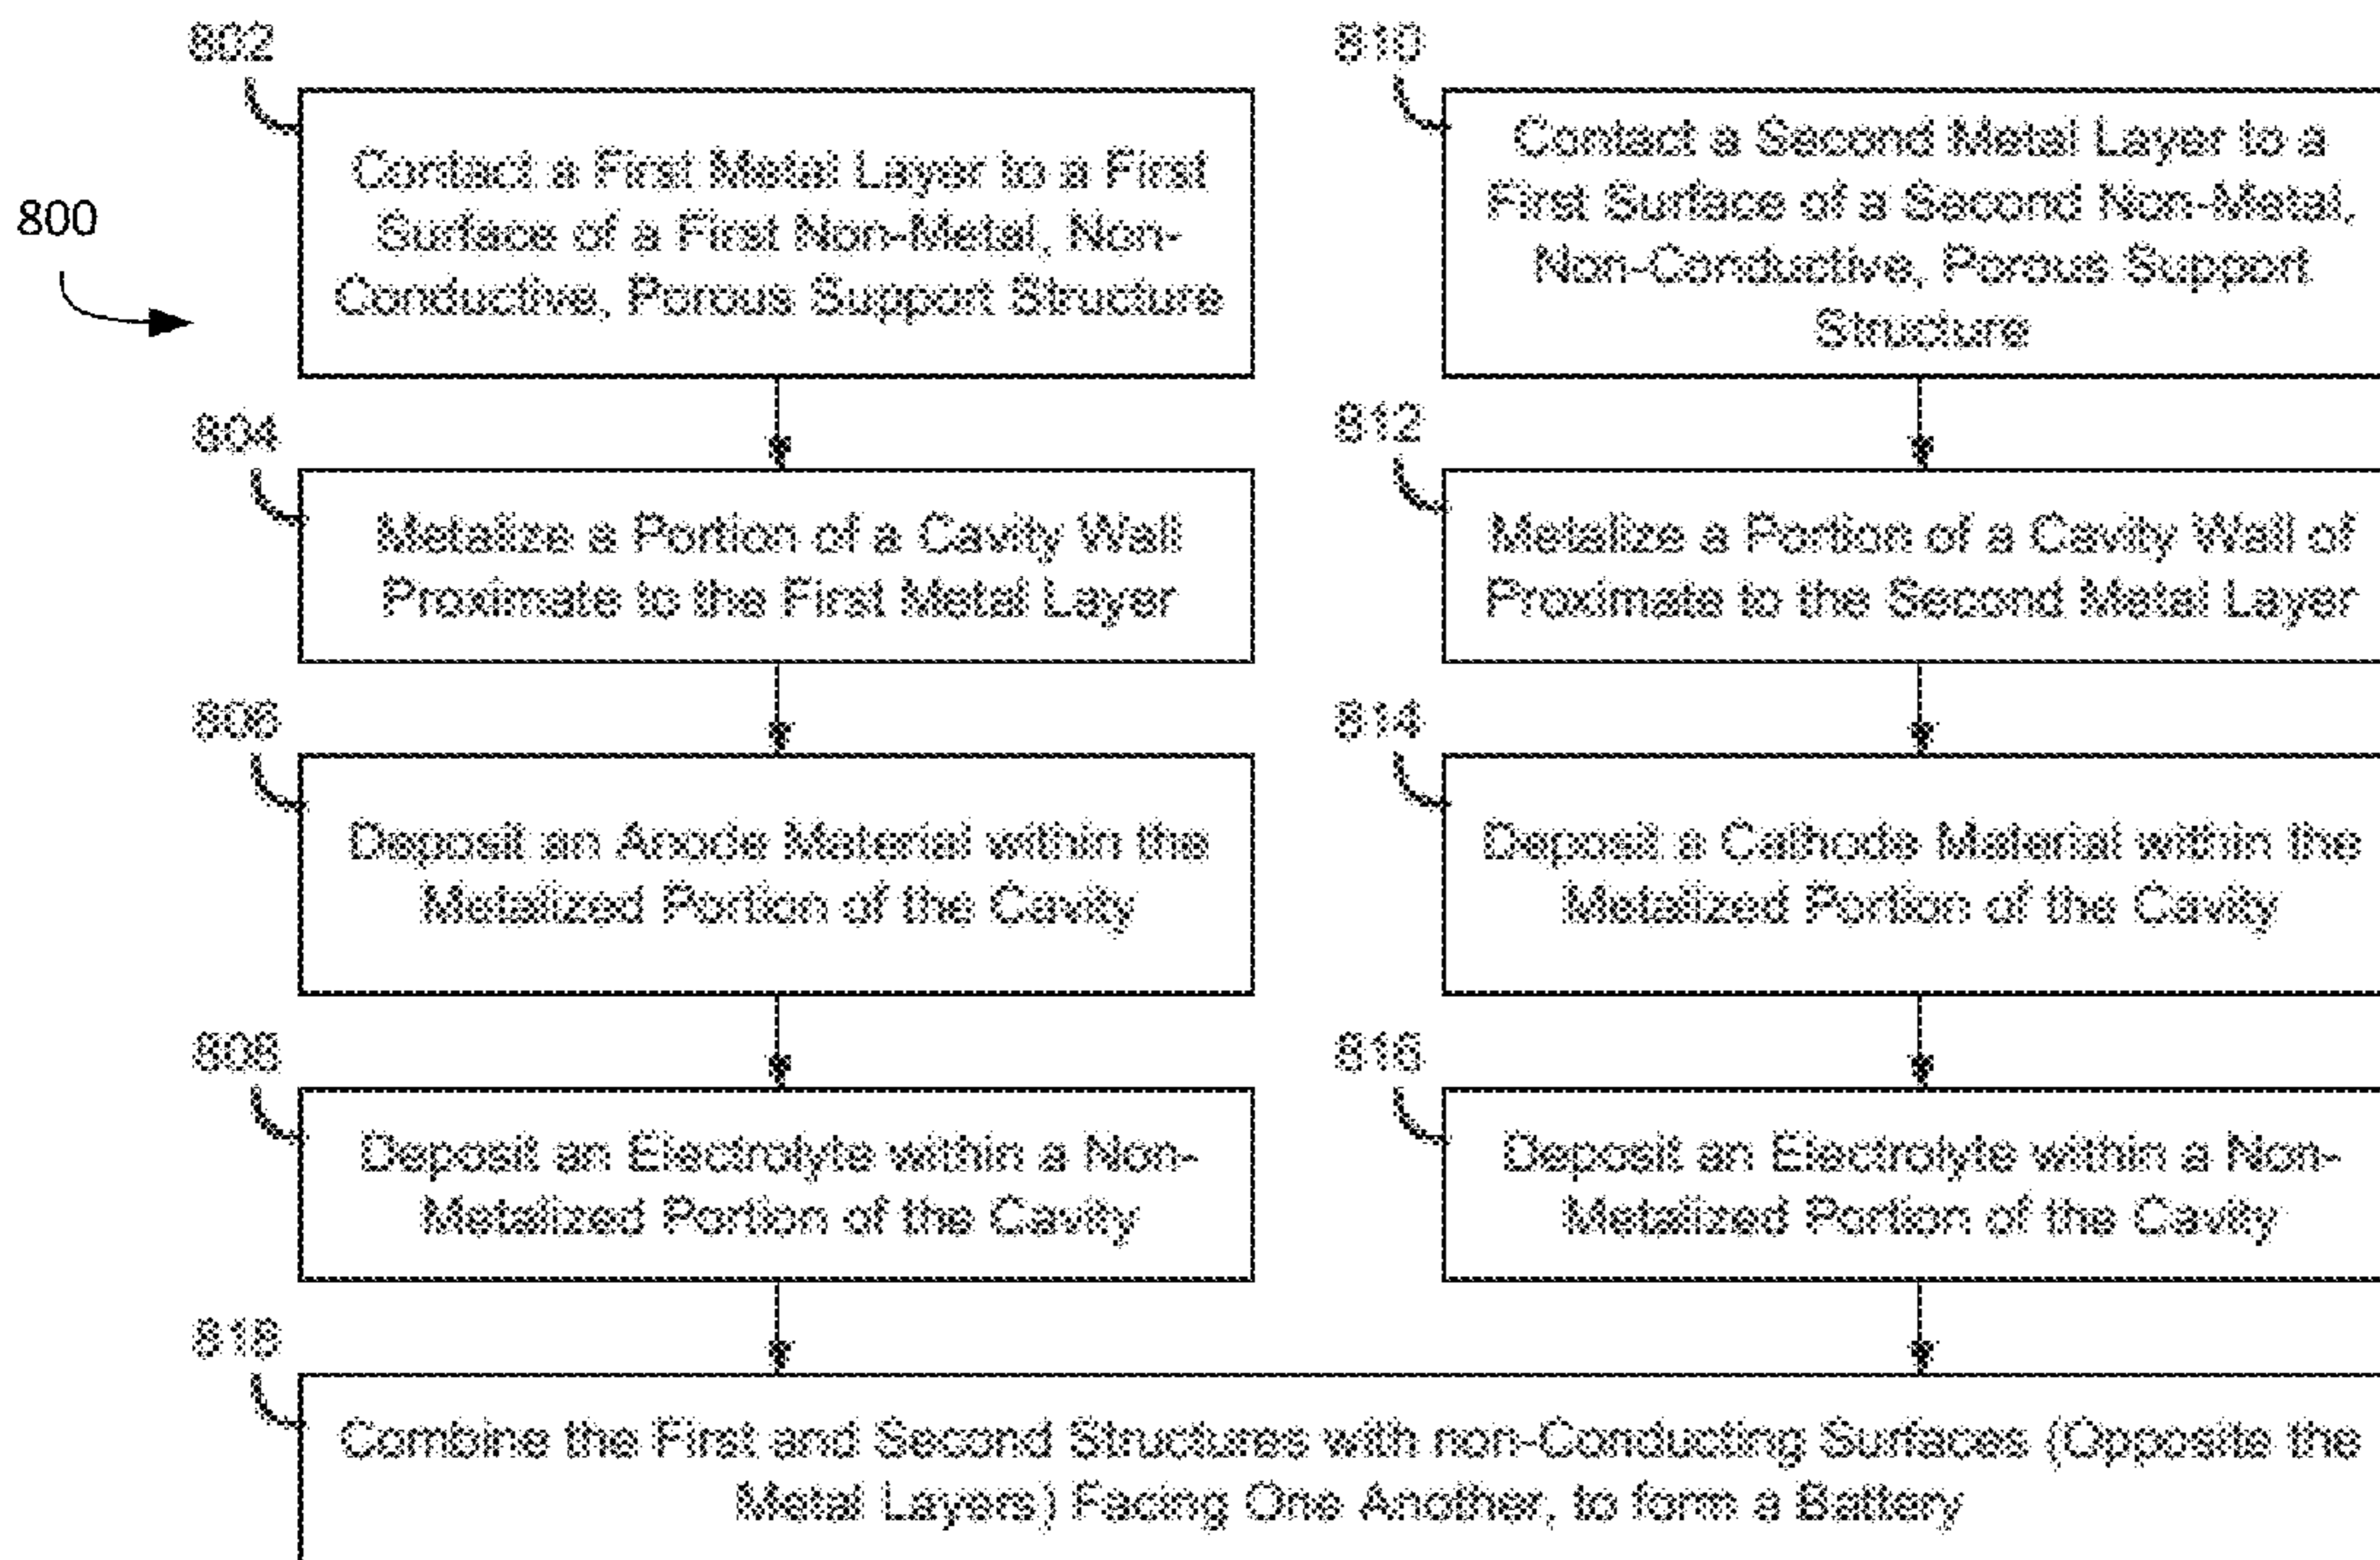 800
802
Contact a First Metal Layer to a First
Surface of a First Non-Metal, Non-
Conductive, Porous Support Structure
804
Metalize a Portion of a Cavity Wall
Proximate to the First Metal Layer
806
Deposit an Anode Material within the
Metalized Portion of the Cavity
808
Deposit an Electrolyte within a Non-
Metalized Portion of the Cavity
810
Contact a Second Metal Layer to a
First Surface of a Second Non-Metal,
Non-Conductive, Porous Support
Structure
812
Metalize a Portion of a Cavity Wall of
Proximate to the Second Metal Layer
814
Deposit a Cathode Material within the
Metalized Portion of the Cavity
816
Deposit an Electrolyte within a Non-
Metalized Portion of the Cavity
818
Combine the First and Second Structures with non-Conducting Surfaces (Opposite the
Metal Layers) Facing One Another, to form a Battery